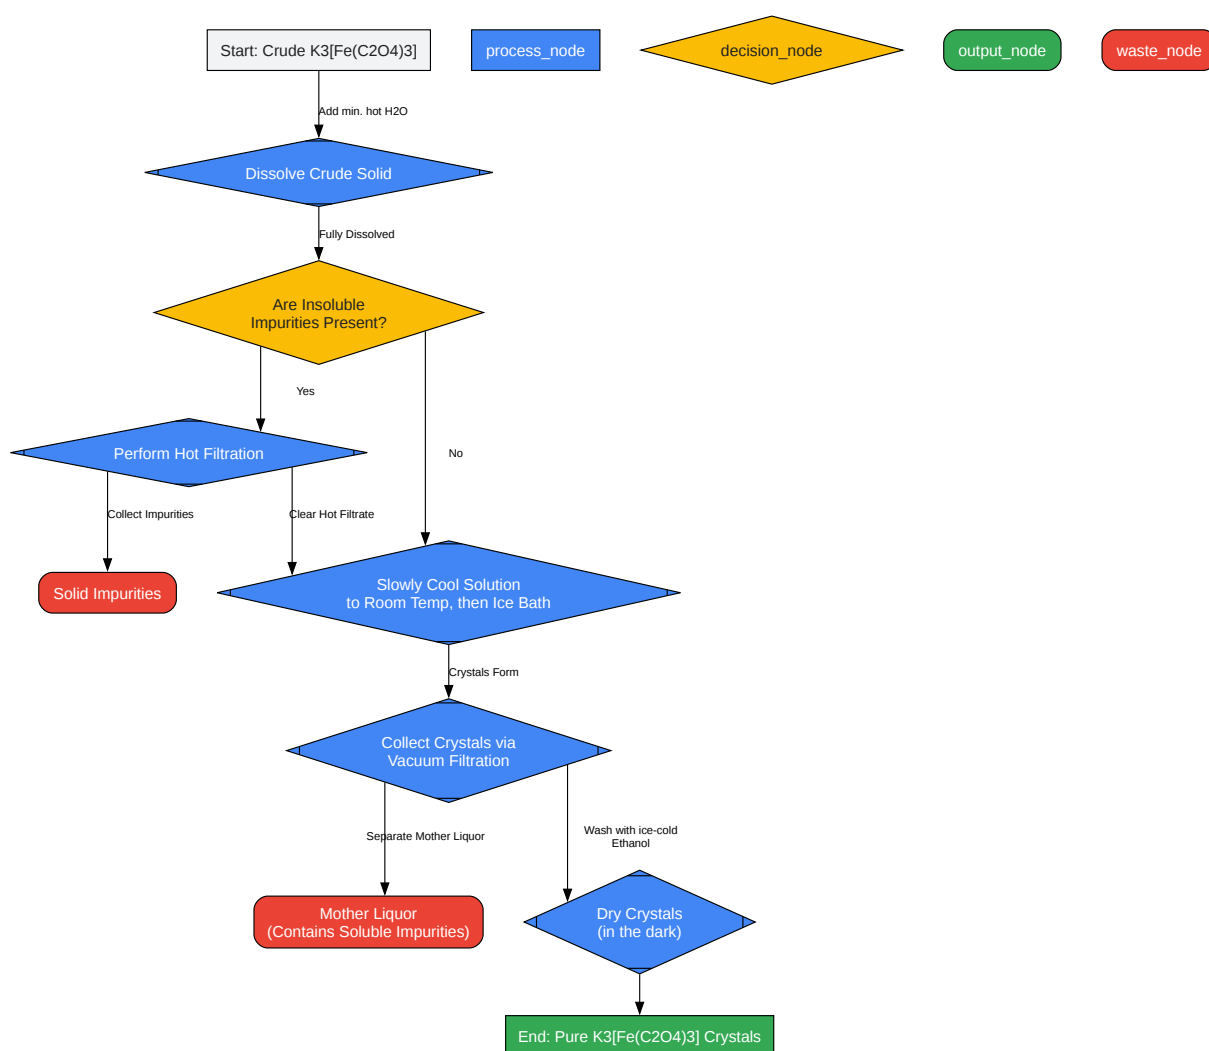 Start: Crude K3[Fe(C2O4)3]
process_node
decision_node
output_node
waste_node
Add min. hot H2O
Dissolve Crude Solid
Fully Dissolved
Are Insoluble
Impurities Present?
Yes
No
Perform Hot Filtration
Collect Impurities
Clear Hot Filtrate
Solid Impurities
Slowly Cool Solution
to Room Temp, then Ice Bath
Crystals Form
Collect Crystals via
Vacuum Filtration
Separate Mother Liquor
Wash with ice-cold
Ethanol
Mother Liquor
(Contains Soluble Impurities)
Dry Crystals
(in the dark)
End: Pure K3[Fe(C2O4)3] Crystals